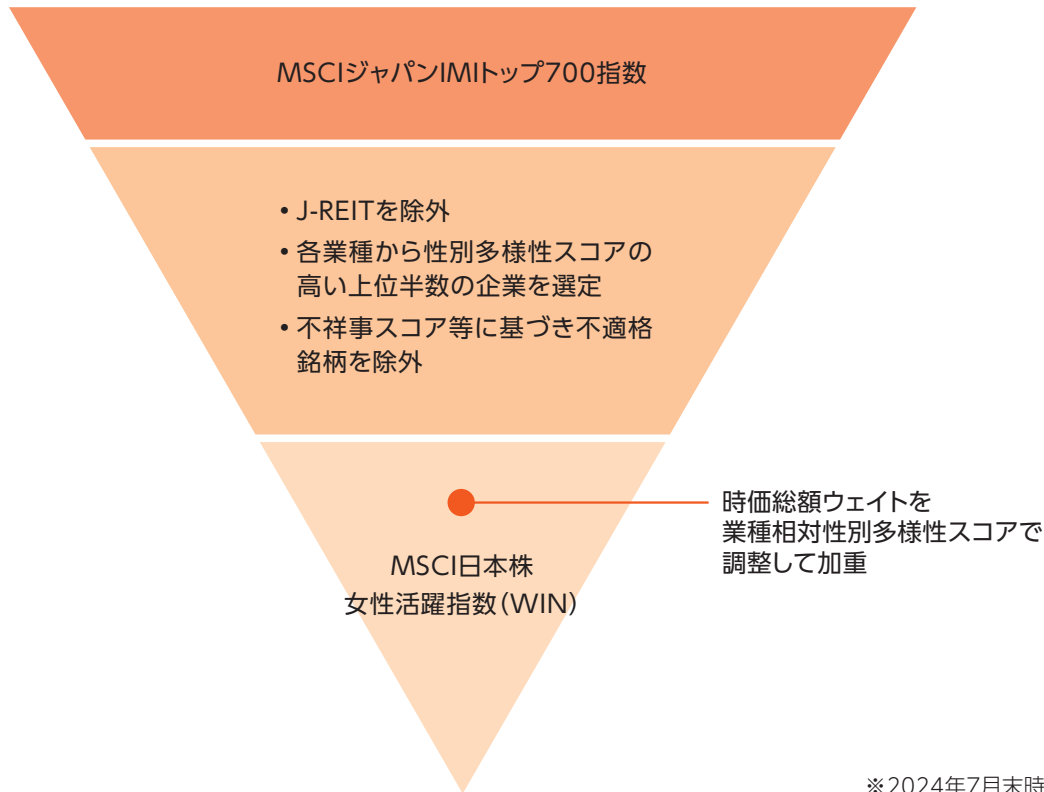 MSCIジャパンIMIトップ700指数
• J-REITを除外
• 各業種から性別多様性スコアの
高い上位半数の企業を選定
• 不祥事スコア等に基づき不適格
銘柄を除外
時価総額ウェイトを
業種相対性別多様性スコアで
調整して加重
MSCI日本株
女性活躍指数(WIN)
※2024年7月末時